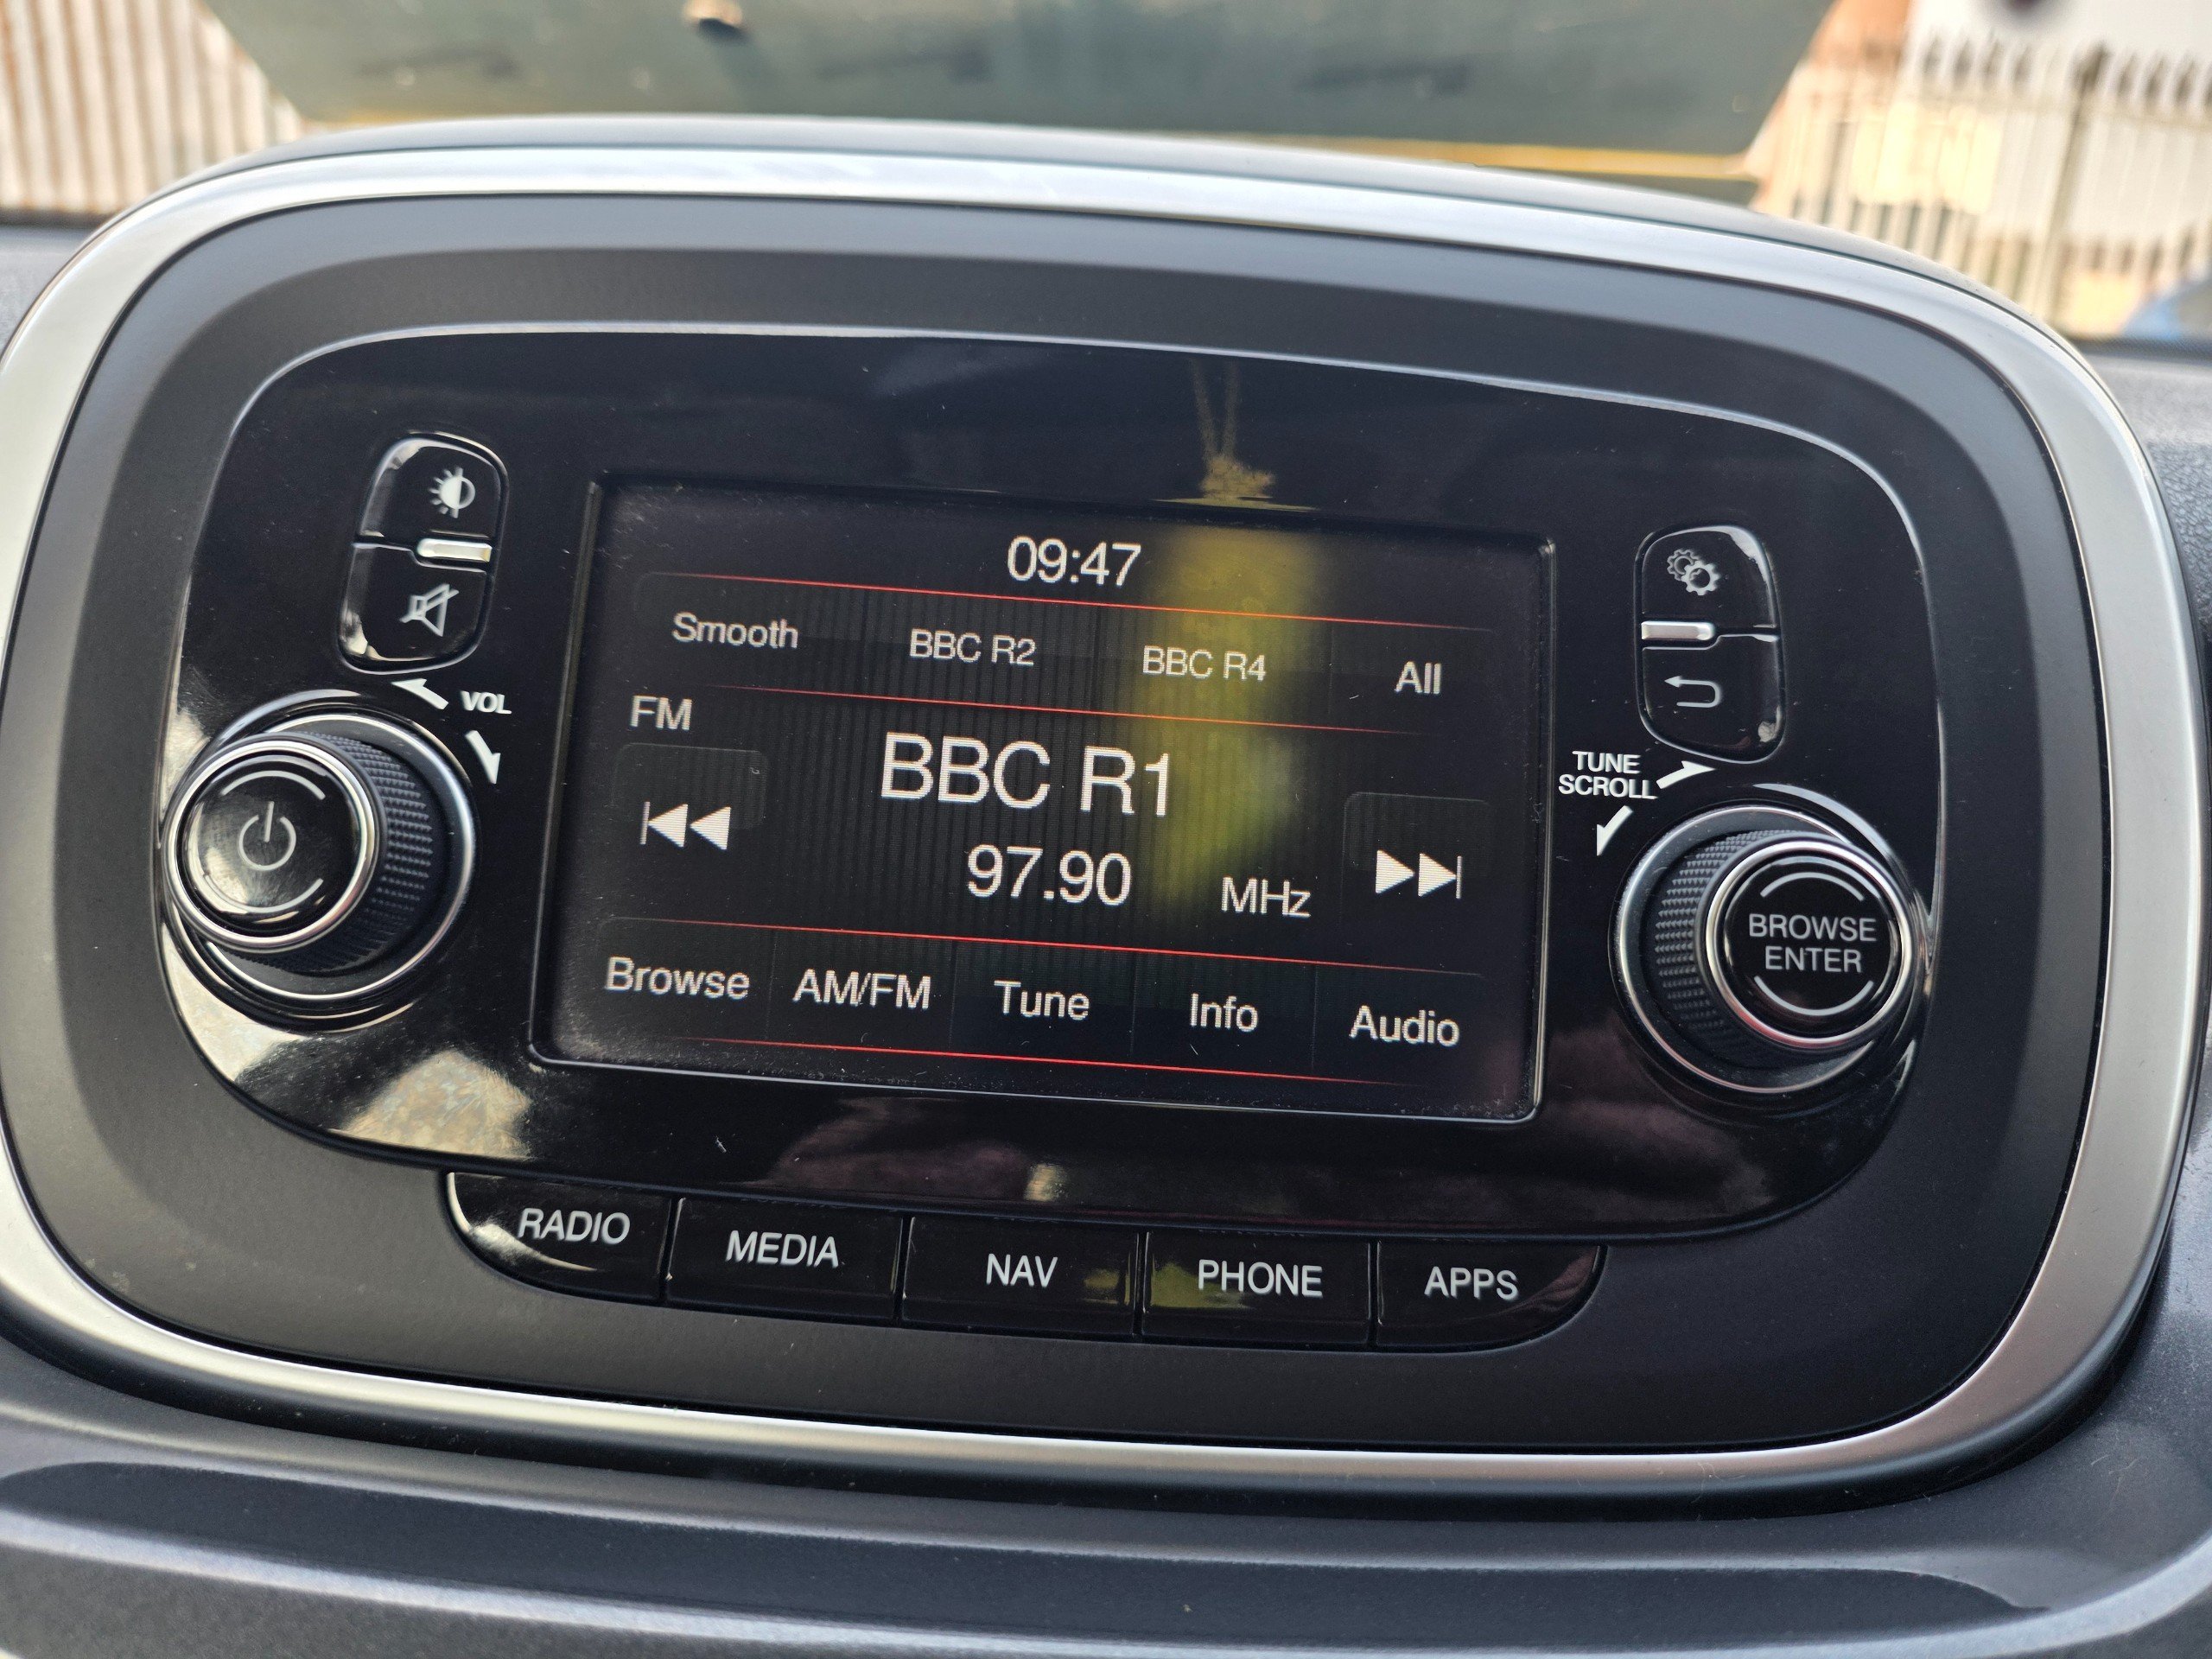 09:47
Smooth BBC R2 BBC R4 All
FM
BBC R1
97.90 MHz
Browse AM/FM Tune Info Audio
VOL
TUNE
SCROLL
BROWSE
ENTER
RADIO MEDIA NAV PHONE APPS